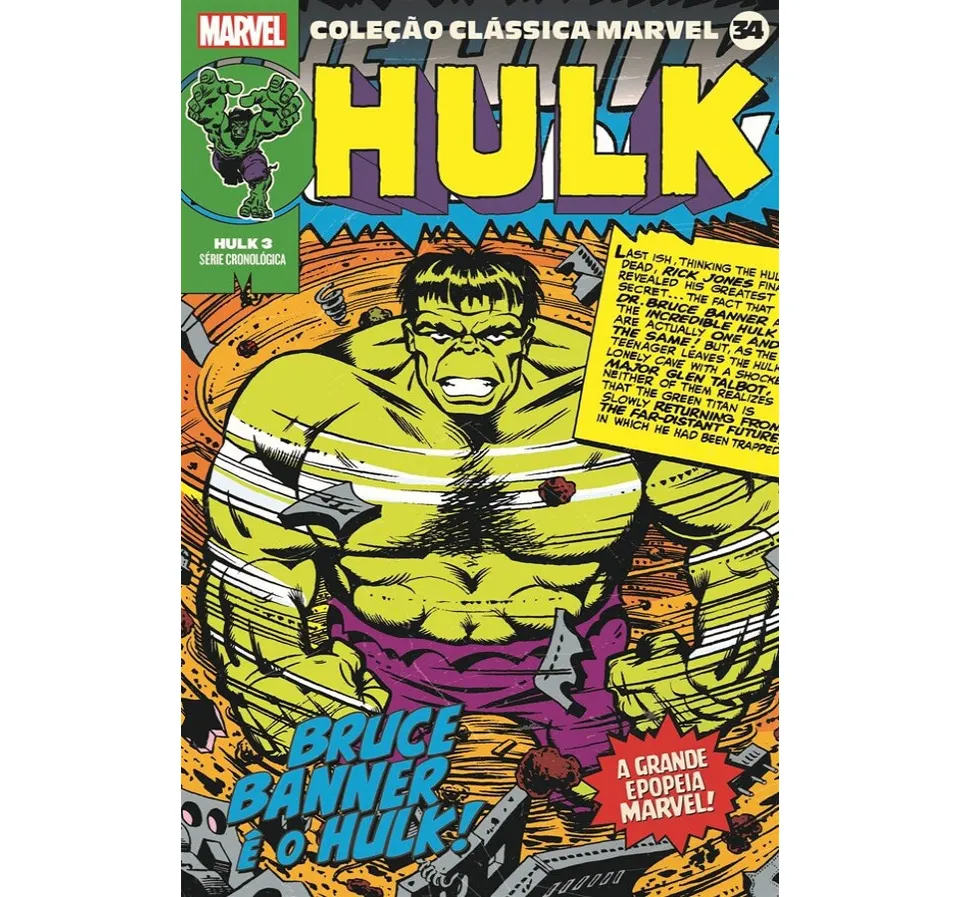 MARVEL
COLEÇÃO CLÁSSICA MARVEL 34
HULK
HULK 3
SÉRIE CRONOLÓGICA
LAST ISH, THINKING THE
DEAD, RICK JONES
REVEALED HIS GREATEST
SECRET... THE FACT THAT
DR. BRUCE BANNER
THE INCREDIBLE HULK
ARE ACTUALLY ONE AND
THE SAME! BUT, AS THE
TEENAGER LEAVES THE
LONELY CAVE WITH A
MAJOR GLEN TALBOT,
NEITHER OF THEM REALIZES
THAT THE GREEN TITAN IS
SLOWLY RETURNING FROM
THE FAR-DISTANT FUTURE
IN WHICH HE HAD BEEN TRAPPED
BRUCE
BANNER
É O HULK!
A GRANDE
EPOPEIA
MARVEL!